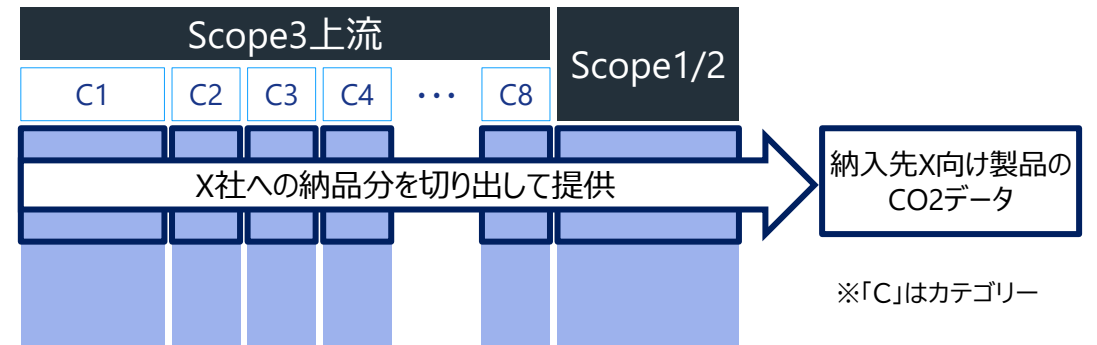 Scope3上流
Scope1/2
C1 C2 C3 C4 ・・・ C8
X社への納品分を切り出して提供
納入先X向け製品の
CO2データ
※「C」はカテゴリー